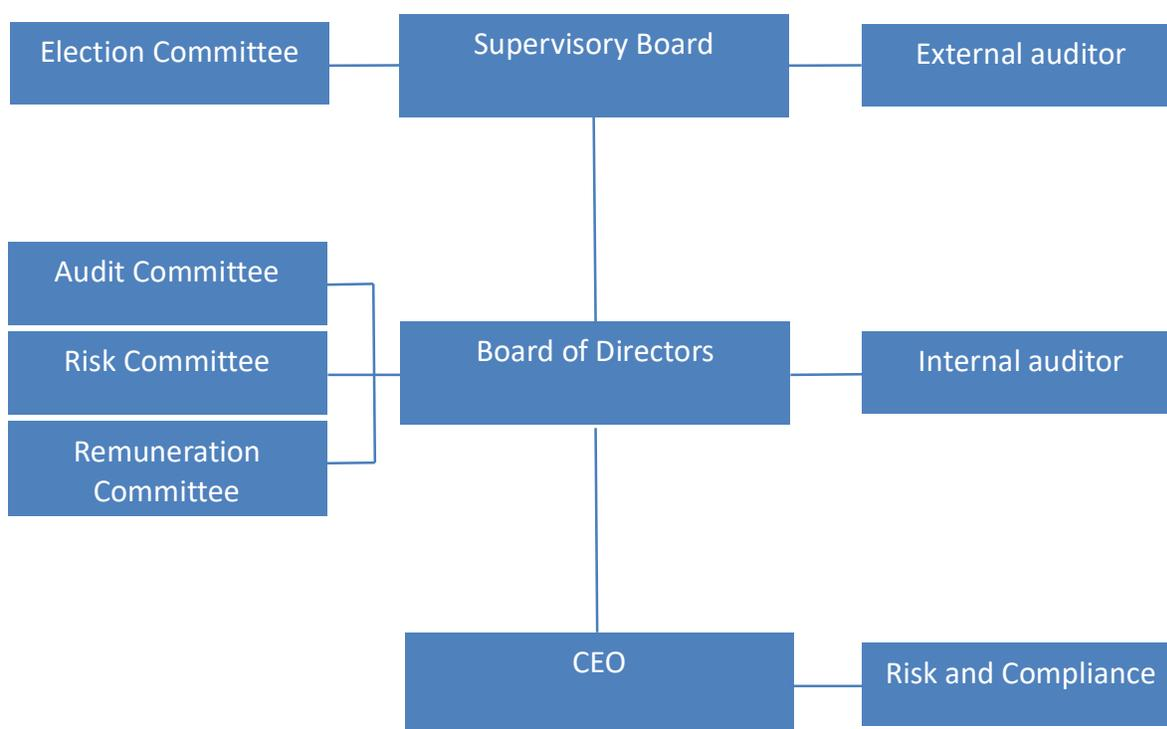 Election Committee
Supervisory Board
External auditor
Audit Committee
Risk Committee
Remuneration
Committee
Board of Directors
Internal auditor
CEO
Risk and Compliance